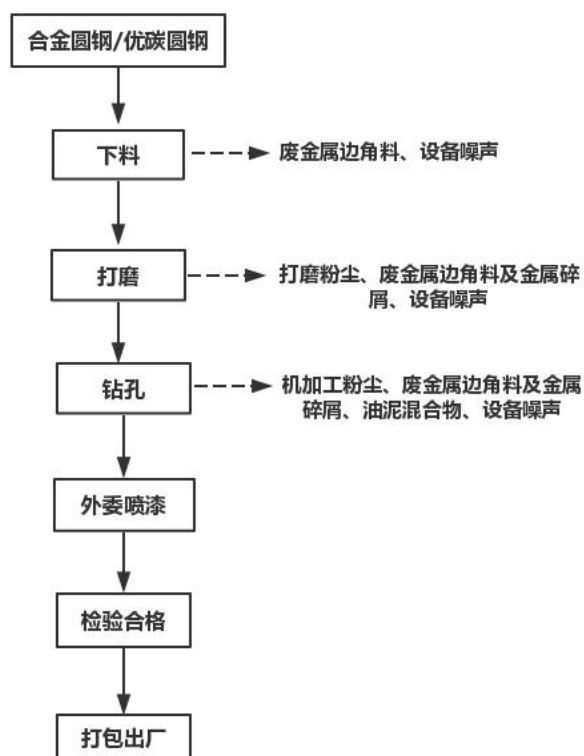 合金圆钢/优碳圆钢
下料
废金属边角料、设备噪声
打磨
打磨粉尘、废金属边角料及金属碎
屑、设备噪声
钻孔
机加工粉尘、废金属边角料及金属
碎屑、油泥混合物、设备噪声
外委喷漆
检验合格
打包出厂